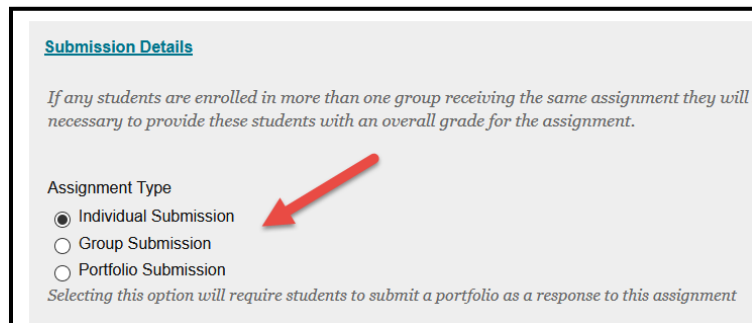 Submission Details
If any students are enrolled in more than one group receiving the same assignment they will
necessary to provide these students with an overall grade for the assignment.
Assignment Type
Individual Submission
Group Submission
Portfolio Submission
Selecting this option will require students to submit a portfolio as a response to this assignment